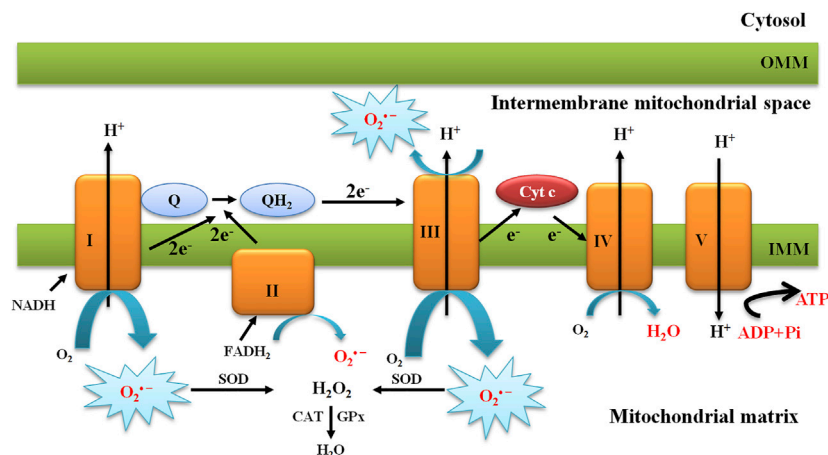 Cytosol
OMM
Intermembrane mitochondrial space
O₂•−
H⁺
H⁺
H⁺
H⁺
Q
QH₂
2e⁻
Cyt c
I
2e⁻
2e⁻
III
e⁻
e⁻
IV
V
IMM
II
NADH
ATP
O₂
FADH₂
O₂•−
O₂
O₂
H₂O
H⁺
ADP+Pi
O₂•−
SOD
H₂O₂
SOD
O₂•−
CAT
GPx
H₂O
Mitochondrial matrix